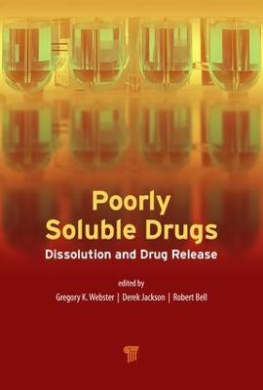 Poorly
Soluble Drugs
Dissolution and Drug Release
edited by
Gregory K. Webster | Derek Jackson | Robert Bell